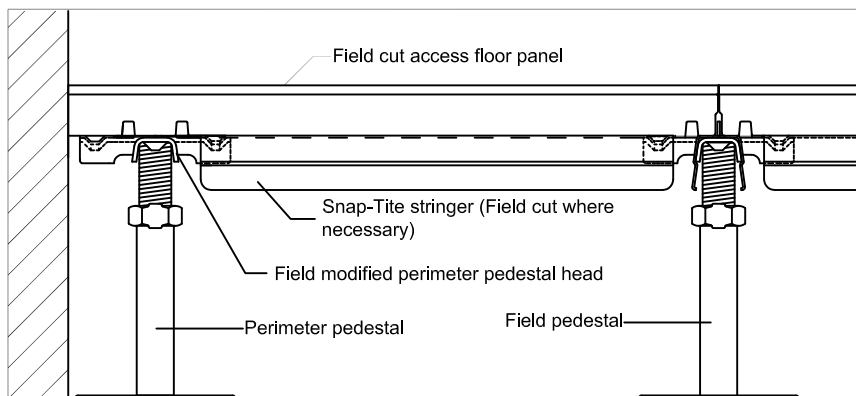 Field cut access floor panel
Snap-Tite stringer (Field cut where
necessary)
Field modified perimeter pedestal head
Perimeter pedestal
Field pedestal